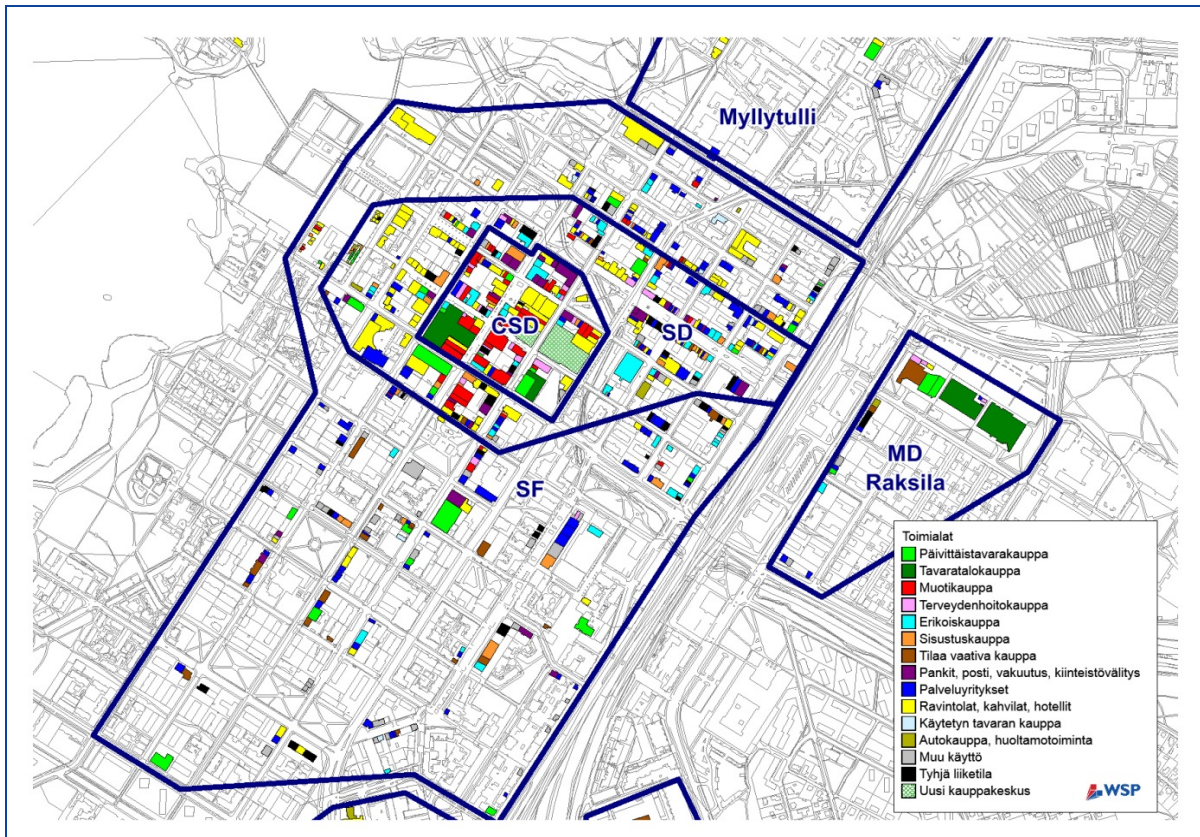 Myllytulli
CSD
SD
MD
Raksila
SF
Toimialat
Päivittäistavarakauppa
Tavaratalokauppa
Muotikauppa
Terveydenhoitokauppa
Erikoiskauppa
Sisustuskauppa
Tilaa vaativa kauppa
Pankit, posti, vakuutus, kiinteistövälitys
Palveluyritykset
Ravintolat, kahvilat, hotellit
Käytetyn tavaran kauppa
Autokauppa, huoltamotoiminta
Muu käyttö
Tyhjä liiketila
Uusi kauppakeskus
WSP